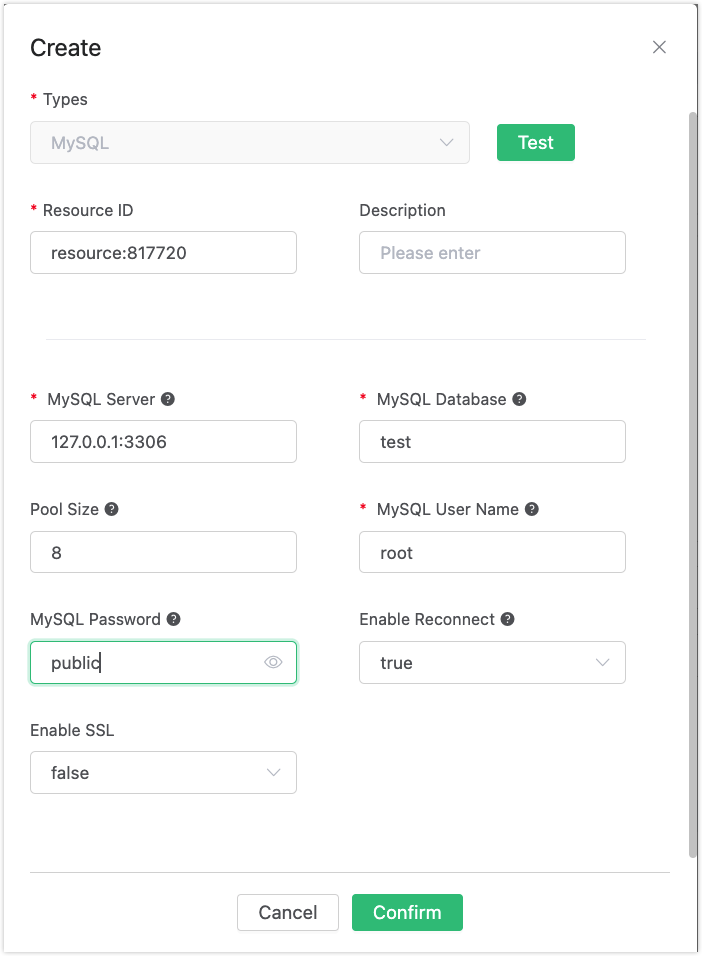 Create
* Types
MySQL
Test
* Resource ID
Description
resource:817720
Please enter
* MySQL Server ?
* MySQL Database ?
127.0.0.1:3306
test
Pool Size ?
* MySQL User Name ?
8
root
MySQL Password ?
Enable Reconnect ?
public
true
Enable SSL
false
Cancel
Confirm